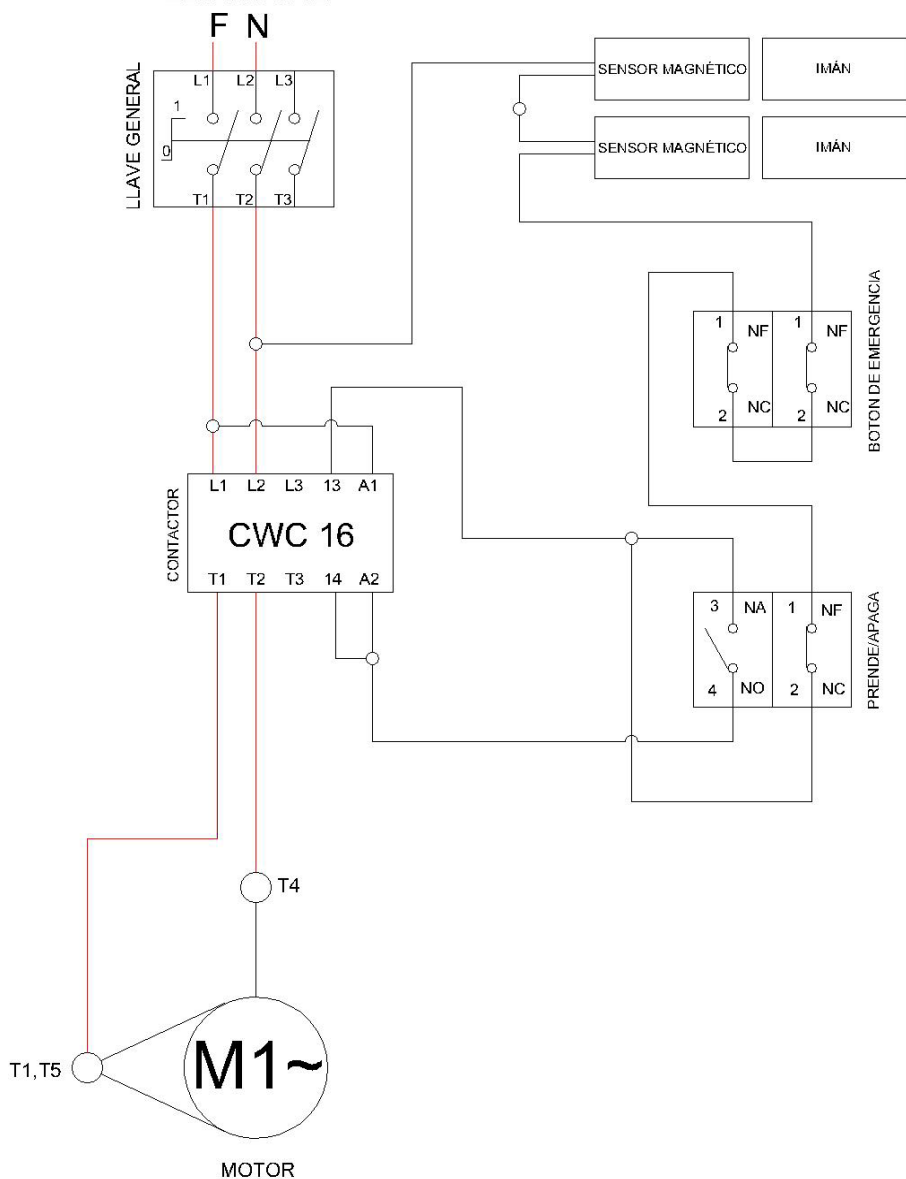 F N
LLAVE GENERAL
L1 L2 L3
1
0
T1 T2 T3
SENSOR MAGNÉTICO IMÁN
SENSOR MAGNÉTICO IMÁN
BOTON DE EMERGENCIA
1 NF 1 NF
2 NC 2 NC
CONTACTOR
L1 L2 L3 13 A1
CWC 16
T1 T2 T3 14 A2
PRENDE/APAGA
3 NA 1 NF
4 NO 2 NC
T4
M1~
T1,T5
MOTOR